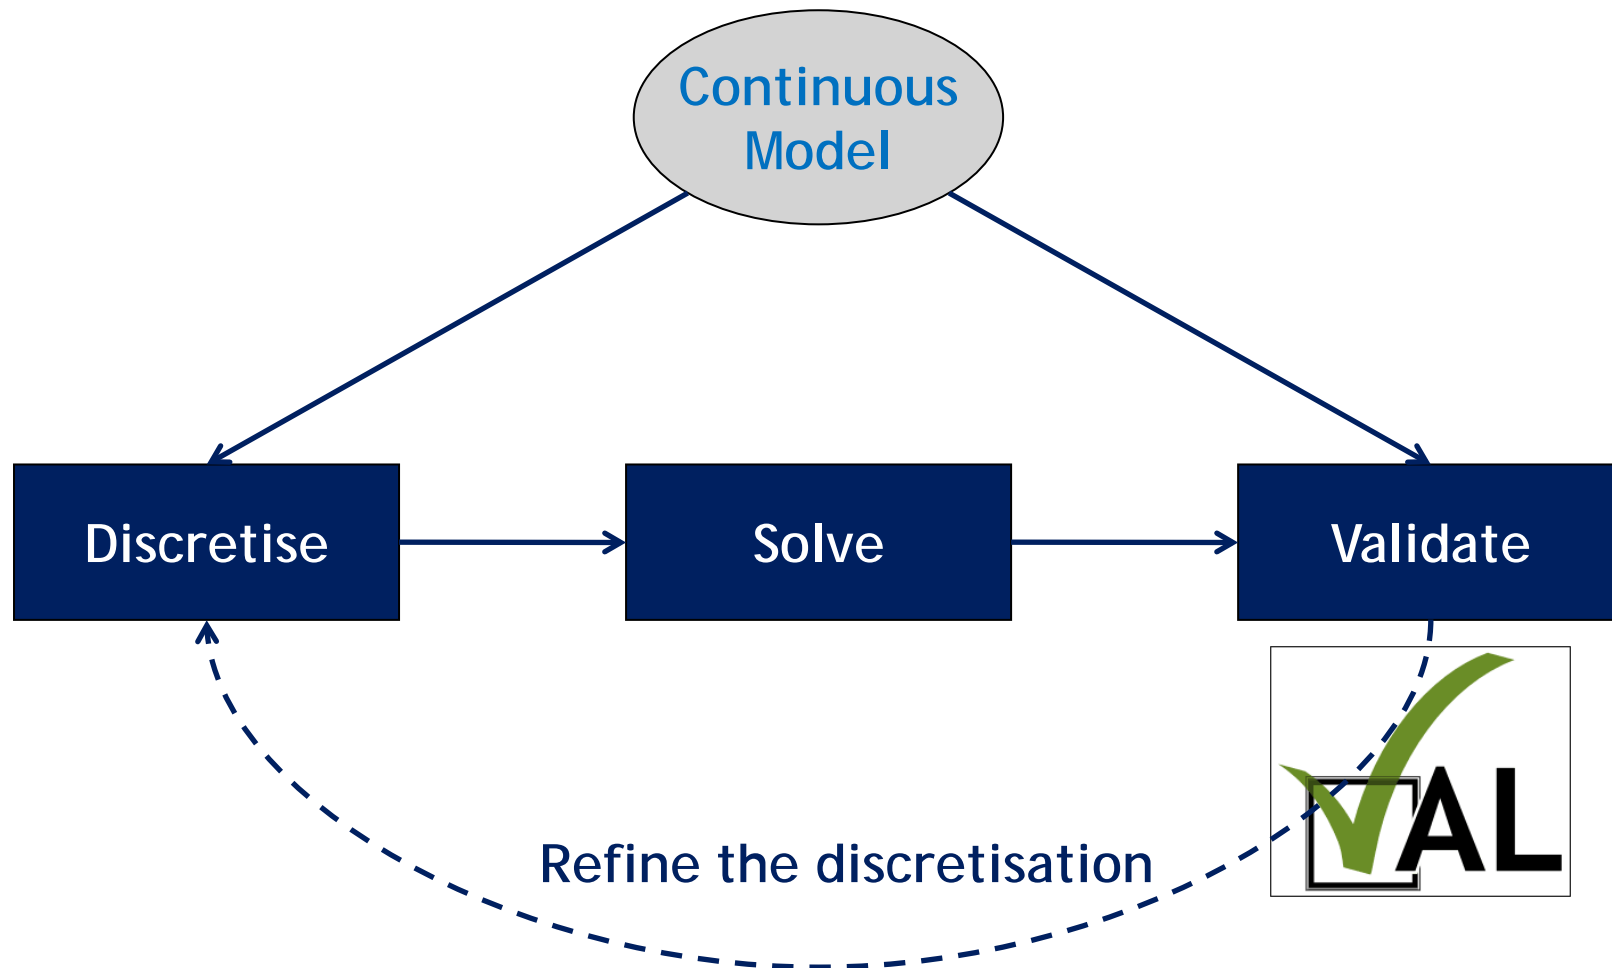 Continuous
Model
Discretise
Solve
Validate
Refine the discretisation
VAL